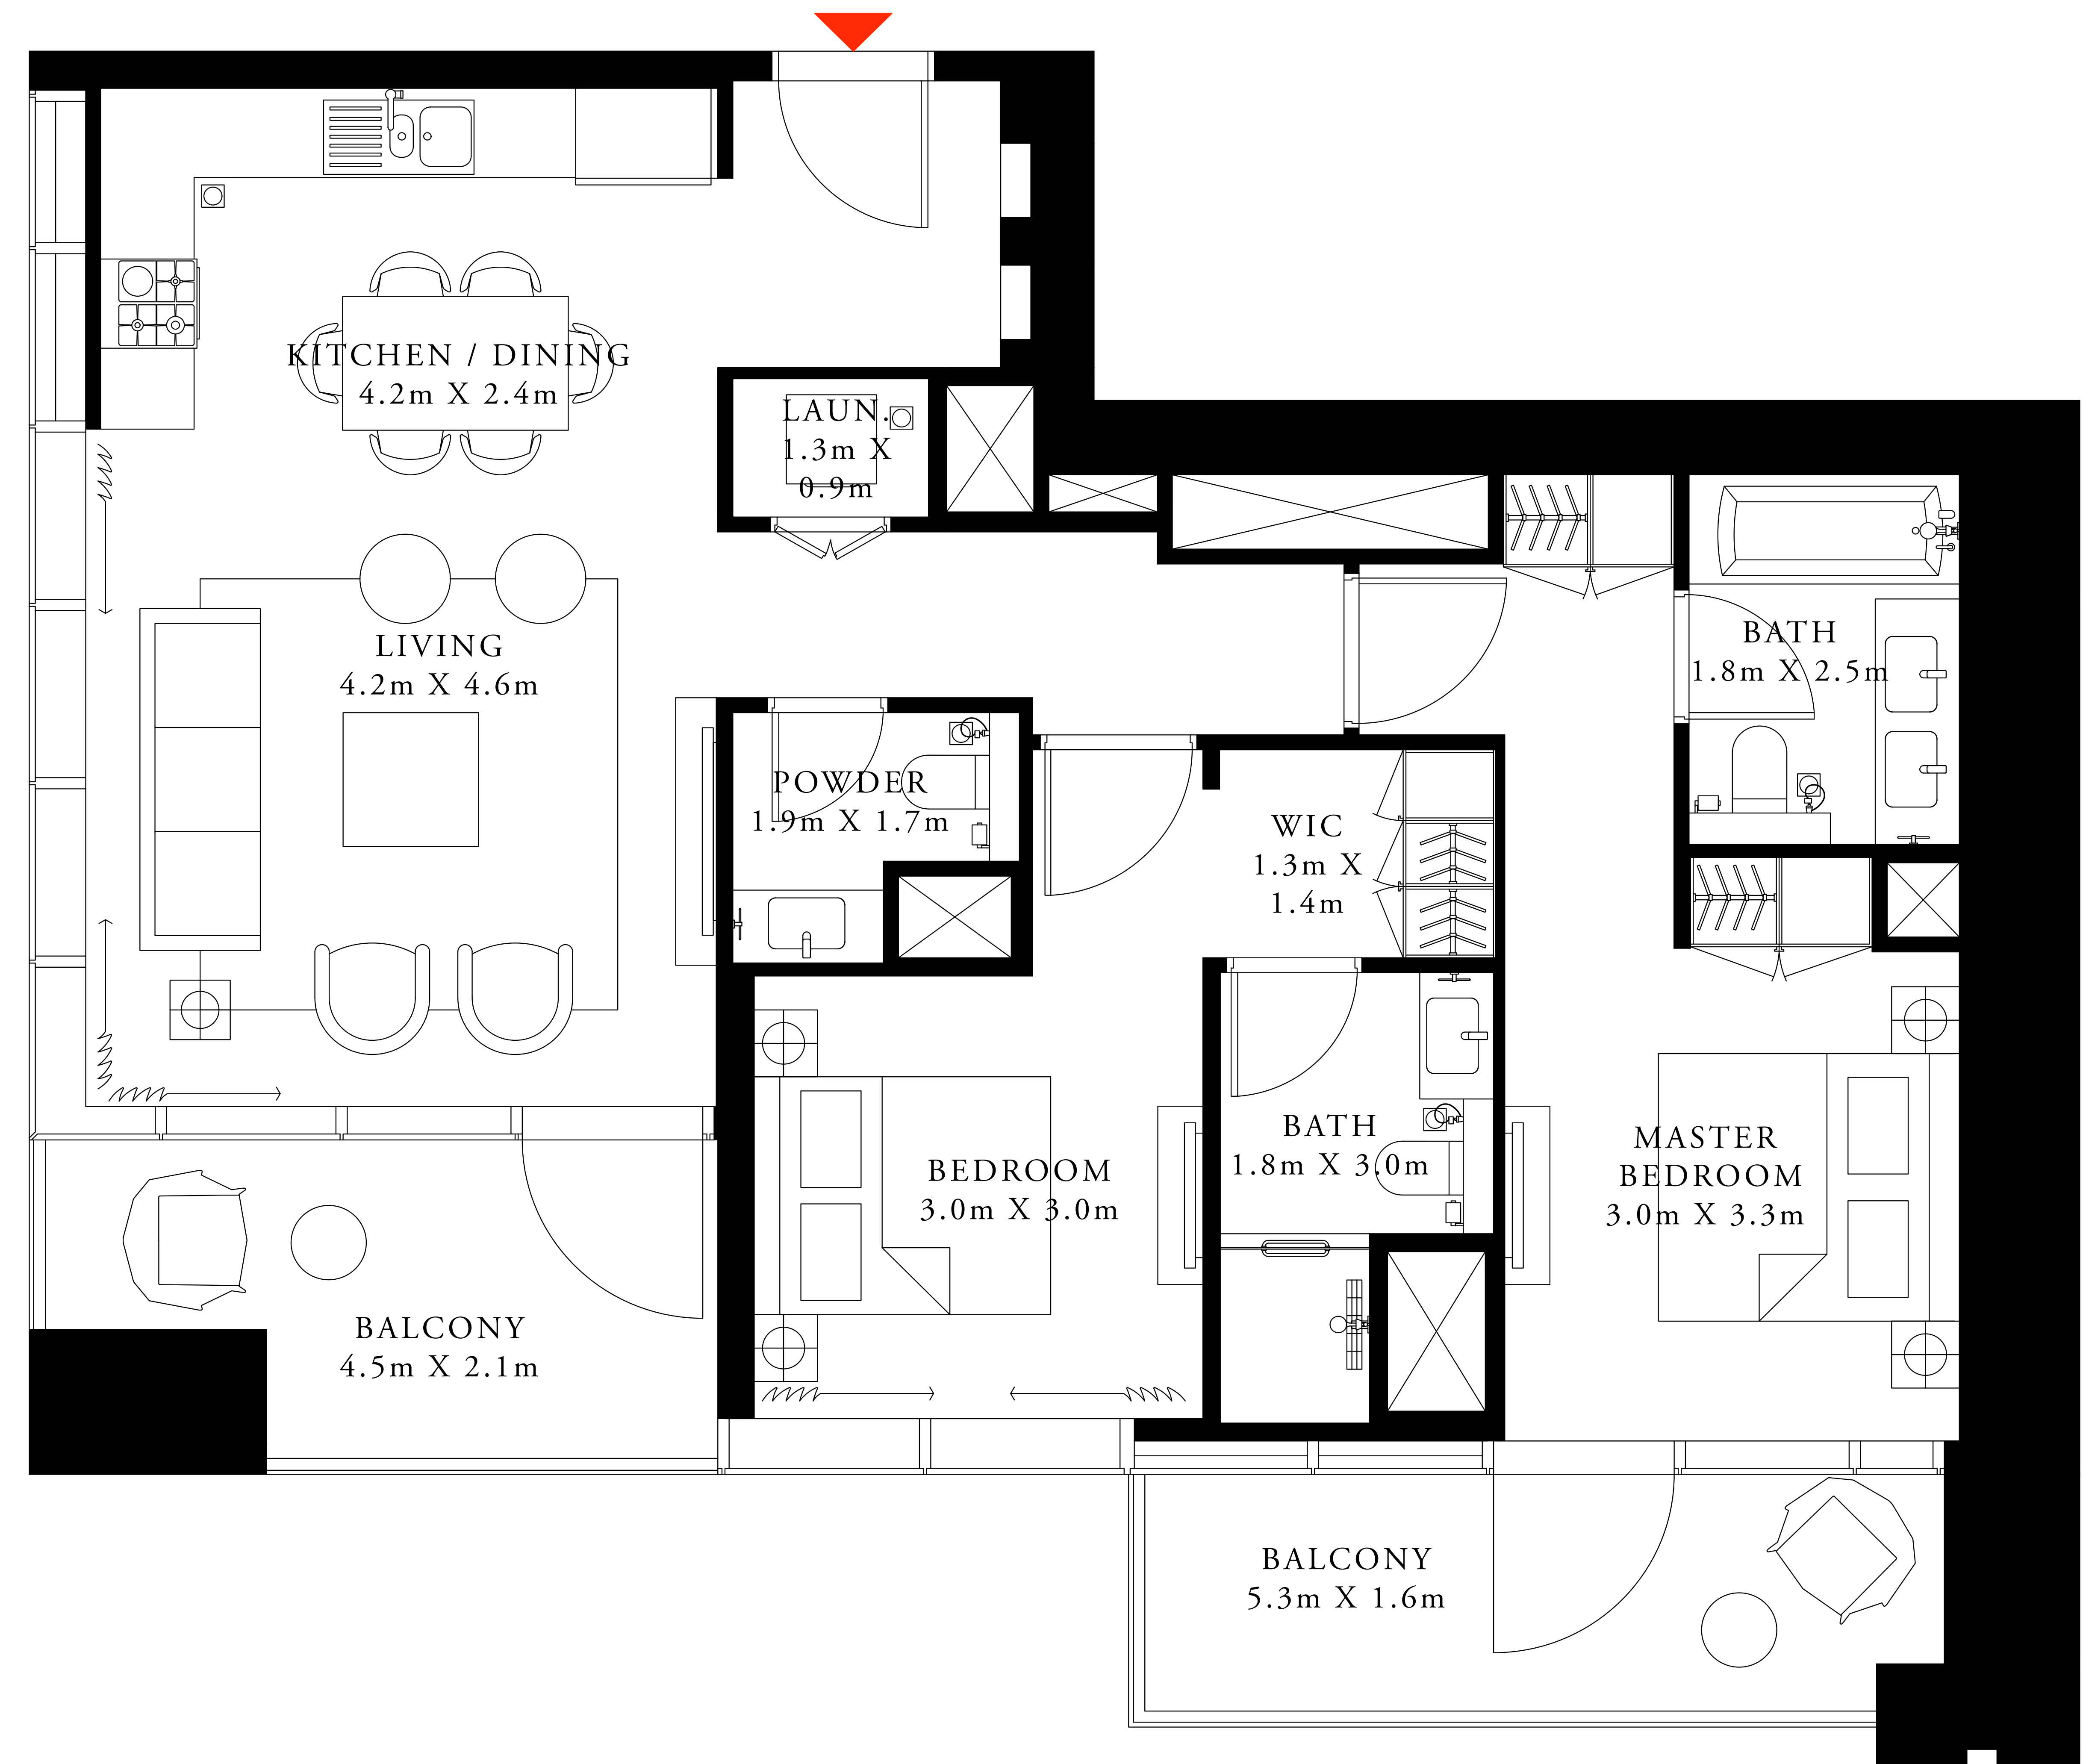 KITCHEN / DINING
4.2m X 2.4m
LAUN.
1.3m X
0.9m
LIVING
4.2m X 4.6m
BATH
1.8m X 2.5m
POWDER
1.9m X 1.7m
WIC
1.3m X
1.4m
BATH
1.8m X 3.0m
MASTER
BEDROOM
3.0m X 3.3m
BEDROOM
3.0m X 3.0m
BALCONY
4.5m X 2.1m
BALCONY
5.3m X 1.6m